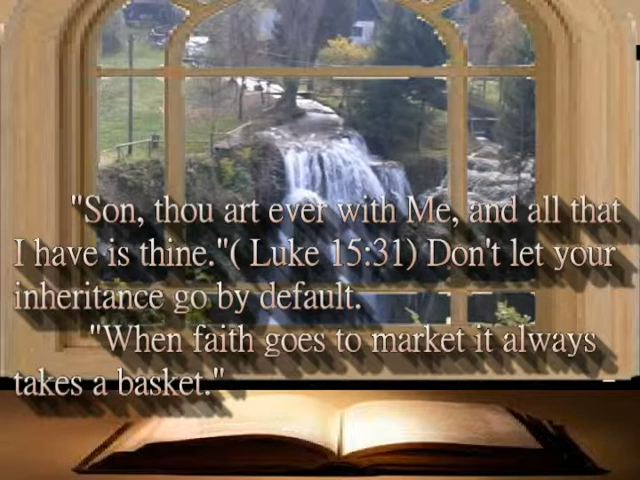 "Son, thou art ever with Me, and all that
I have is thine."( Luke 15:31) Don't let your
inheritance go by default.
"When faith goes to market it always
takes a basket."